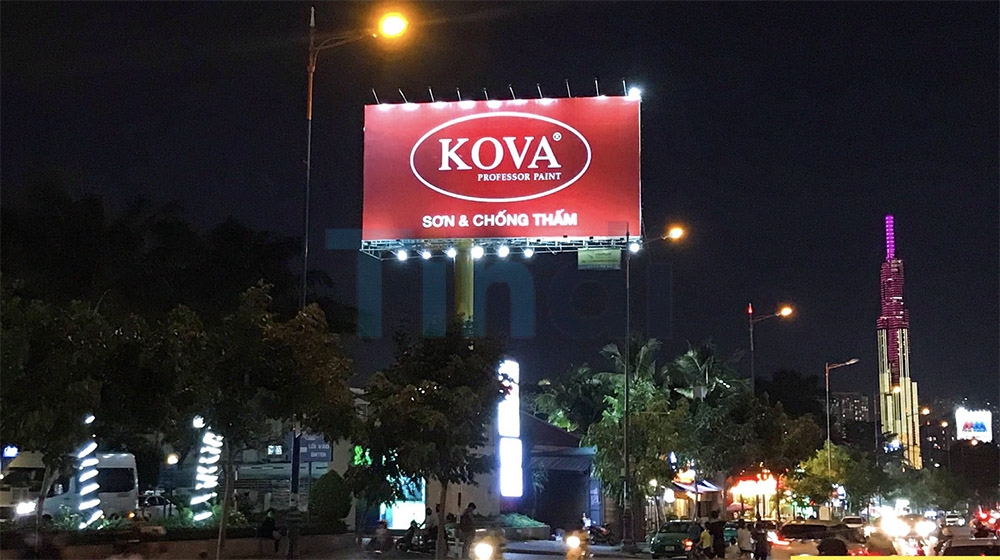 KOVA®
PROFESSOR PAINT
SƠN & CHỐNG THẤM